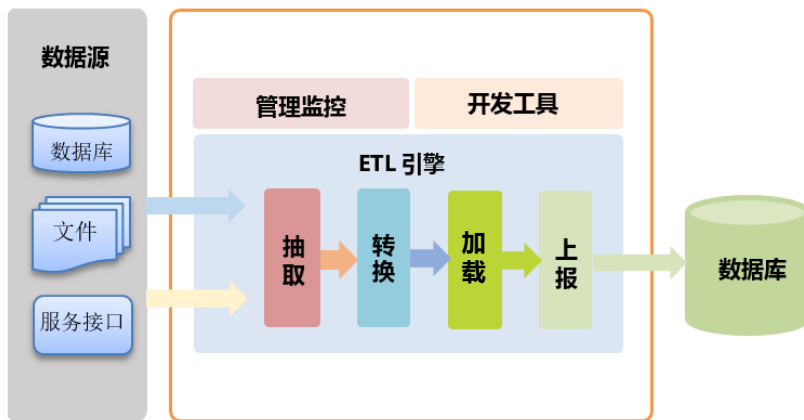 数据源
数据库
文件
服务接口
管理监控
开发工具
ETL 引擎
抽取
转换
加载
上报
数据库